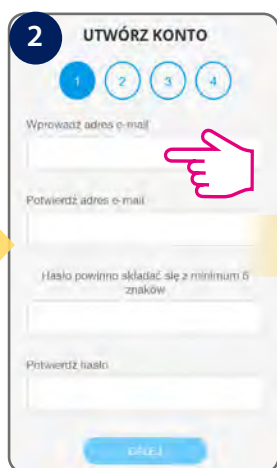 2
UTWÓRZ KONTO
1 2 3 4
Wprowadź adres e-mail
Potwierdź adres e-mail
Hasło powinno składać się z minimum 6
znaków
Potwierdź hasło
DALEJ